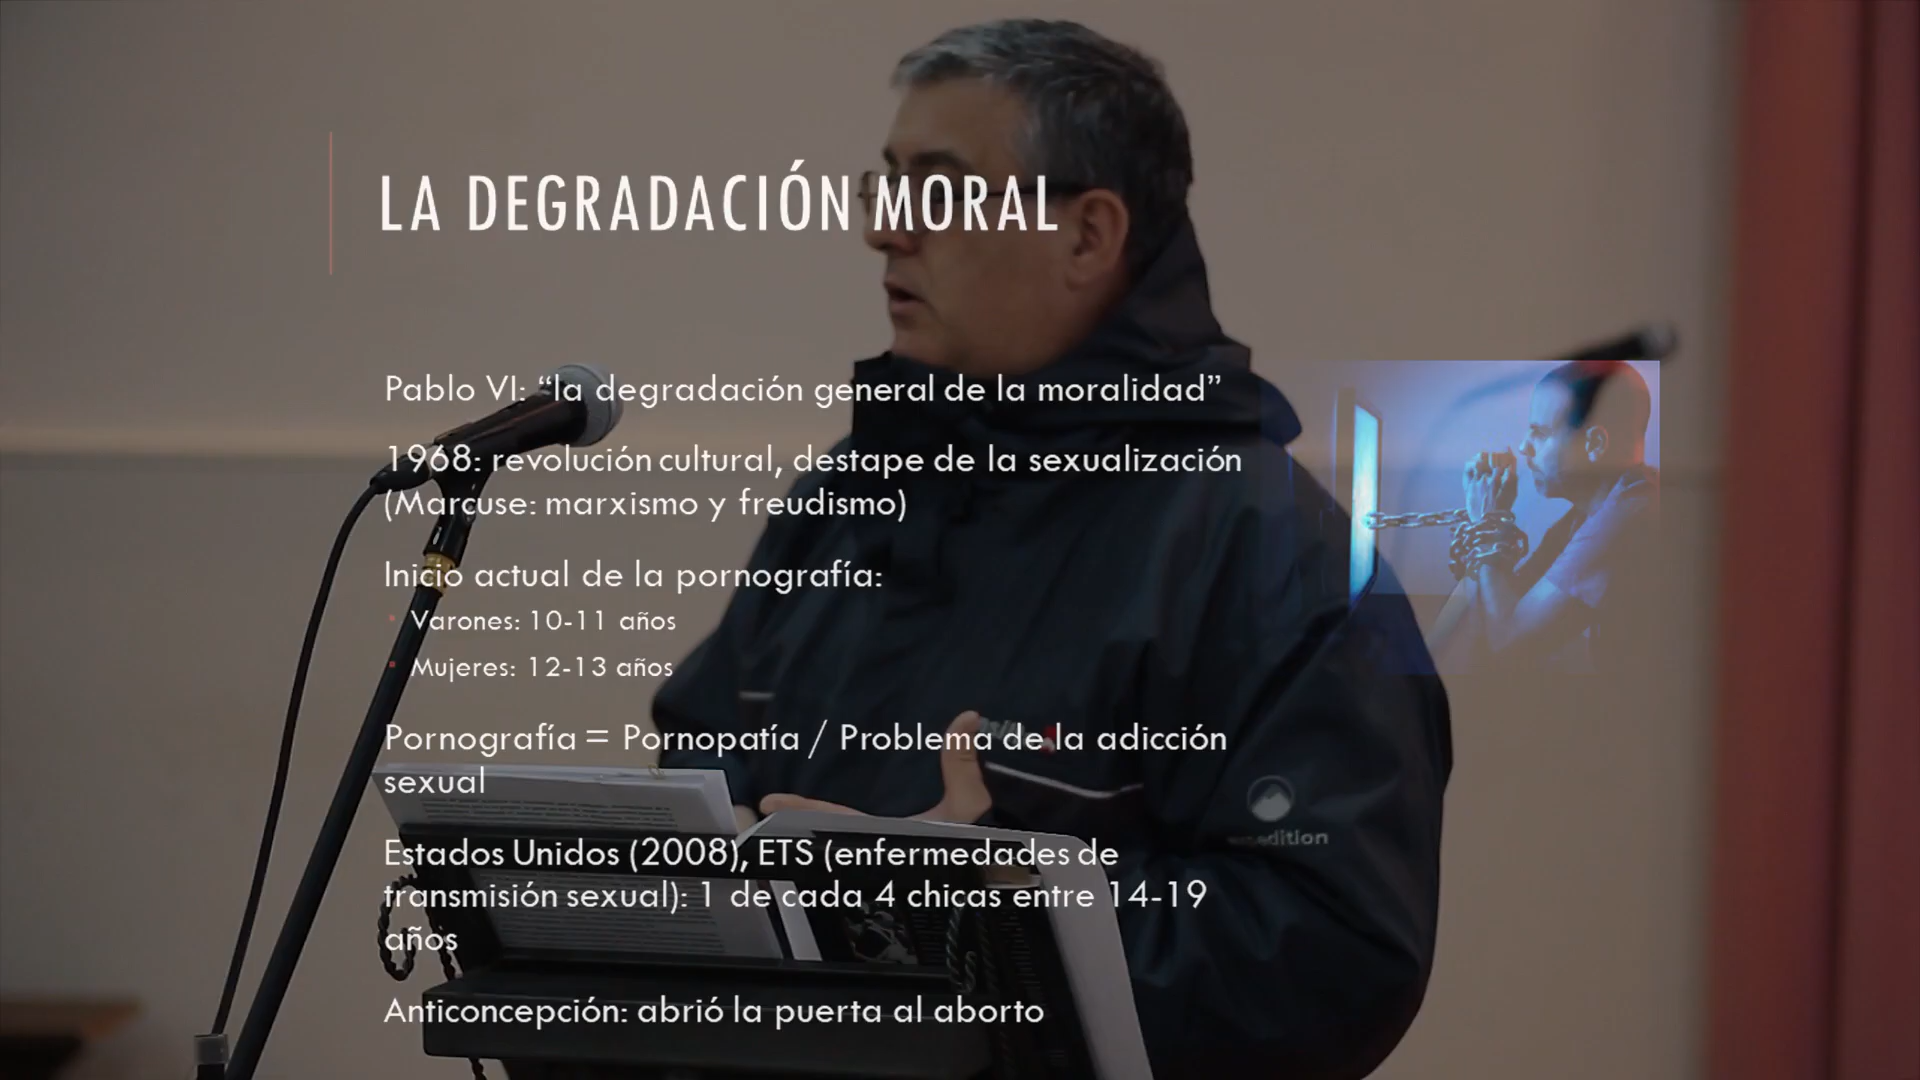 LA DEGRADACIÓN MORAL
Pablo VI: “la degradación general de la moralidad”
1968: revolución cultural, destape de la sexualización
(Marcuse: marxismo y freudismo)
Inicio actual de la pornografía:
Varones: 10-11 años
Mujeres: 12-13 años
Pornografía = Pornopatía / Problema de la adicción
sexual
Estados Unidos (2008), ETS (enfermedades de
transmisión sexual): 1 de cada 4 chicas entre 14-19
años
Anticoncepción: abrió la puerta al aborto